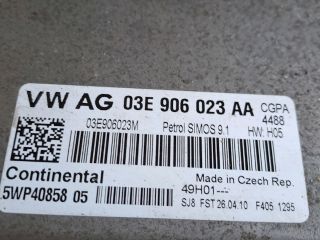 VW AG 03E 906 023 AA CGPA
4488
03E906023M Petrol SIMOS 9.1 HW: H05
Continental Made in Czech Rep.
5WP40858 05 49H01---
SJ8 FST 26.04.10 F405 1295